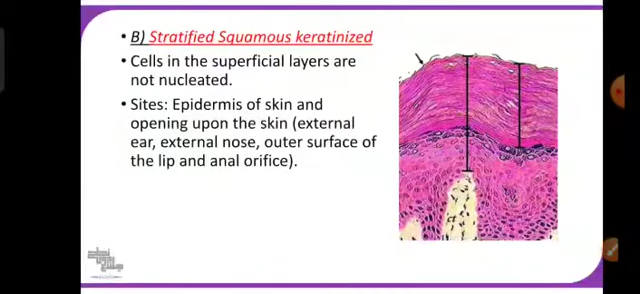 • B) Stratified Squamous keratinized
• Cells in the superficial layers are
not nucleated.
• Sites: Epidermis of skin and
opening upon the skin (external
ear, external nose, outer surface of
the lip and anal orifice).